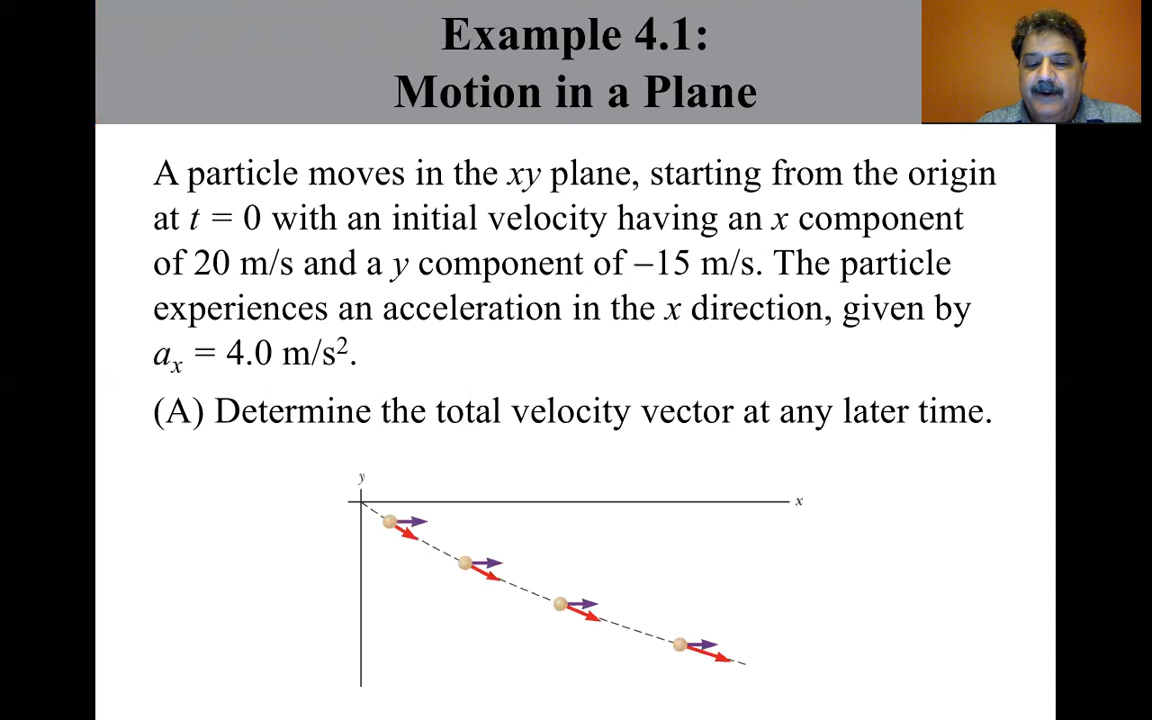 Example 4.1:
Motion in a Plane
A particle moves in the xy plane, starting from the origin
at t = 0 with an initial velocity having an x component
of 20 m/s and a y component of –15 m/s. The particle
experiences an acceleration in the x direction, given by
aₓ = 4.0 m/s².
(A) Determine the total velocity vector at any later time.
y
x